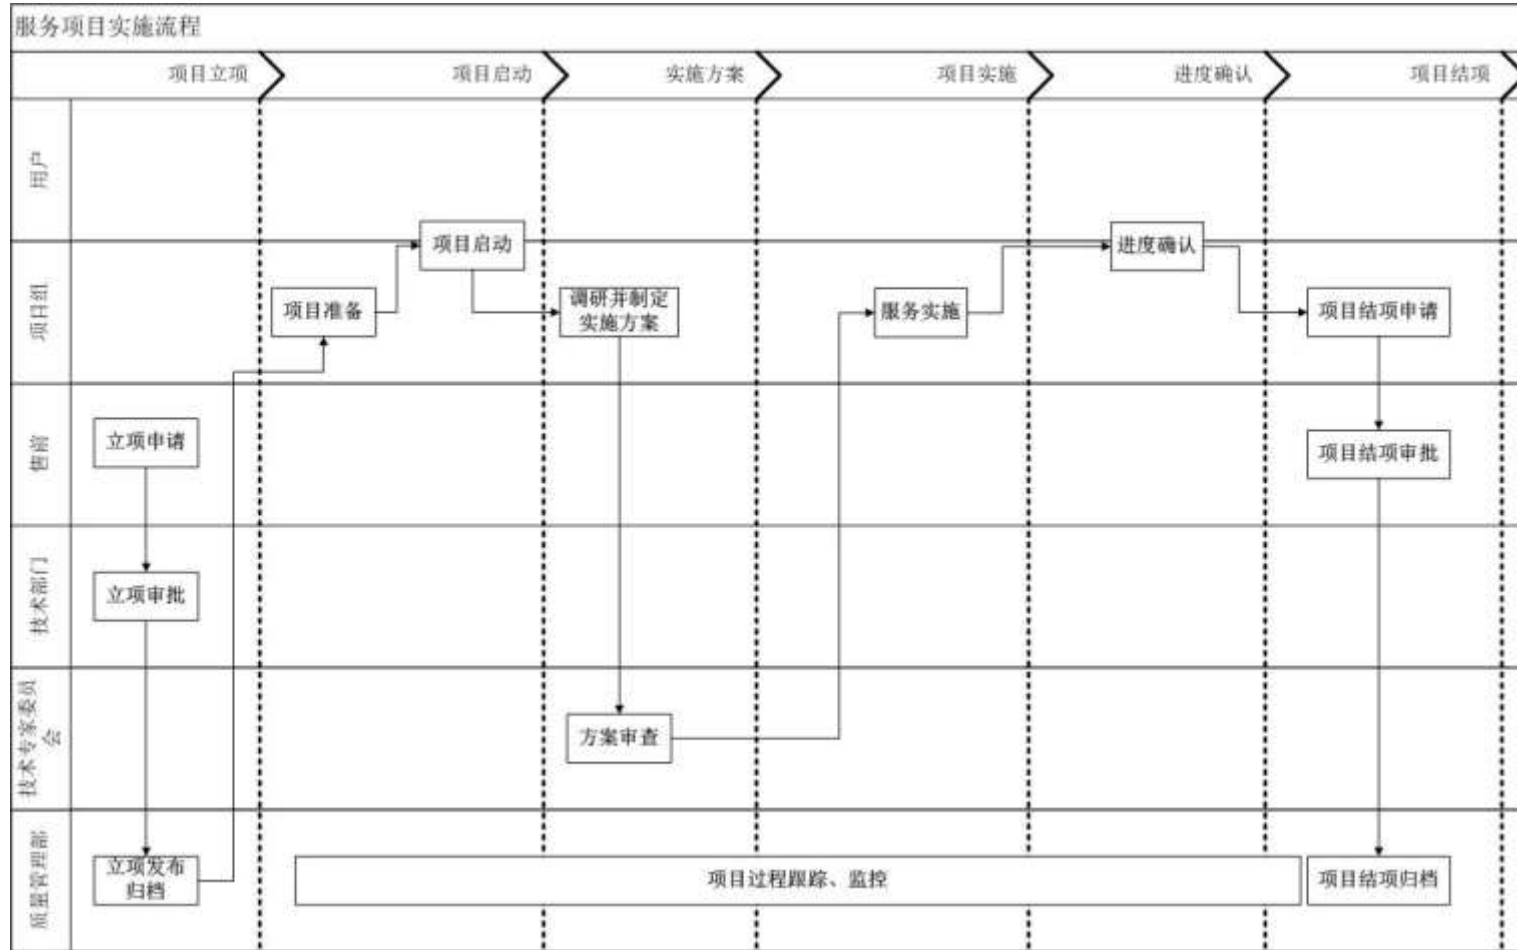 服务项目实施流程
项目立项
项目启动
实施方案
项目实施
进度确认
项目结项
用户
项目启动
进度确认
项目组
项目准备
调研并制定
实施方案
服务实施
项目结项申请
售前
立项申请
项目结项审批
技术部门
立项审批
技术专家委员
会
方案审查
质量管理部
立项发布
归档
项目过程跟踪、监控
项目结项归档